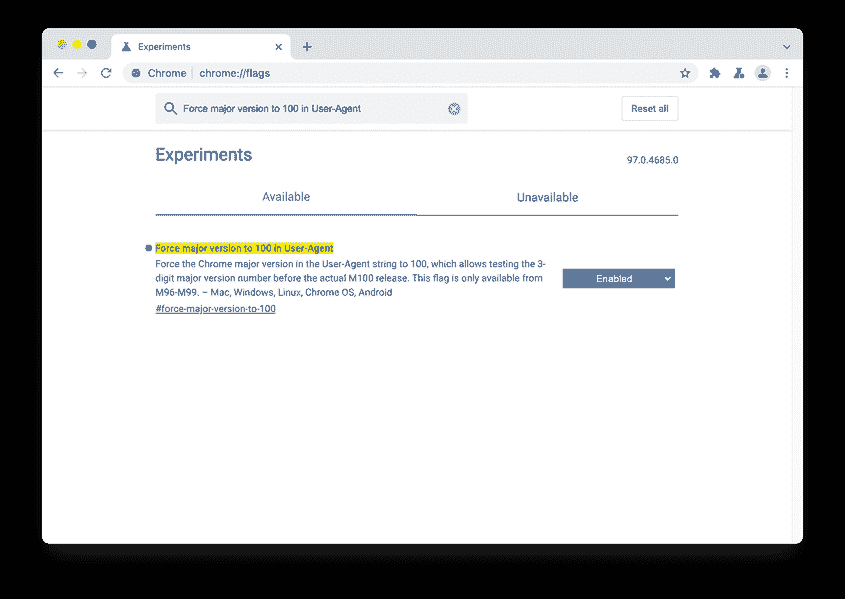 Experiments
Chrome chrome://flags
Force major version to 100 in User-Agent
Reset all
Experiments
97.0.4685.0
Available
Unavailable
Force major version to 100 in User-Agent
Force the Chrome major version in the User-Agent string to 100, which allows testing the 3-
digit major version number before the actual M100 release. This flag is only available from
M96-M99. – Mac, Windows, Linux, Chrome OS, Android
#force-major-version-to-100
Enabled